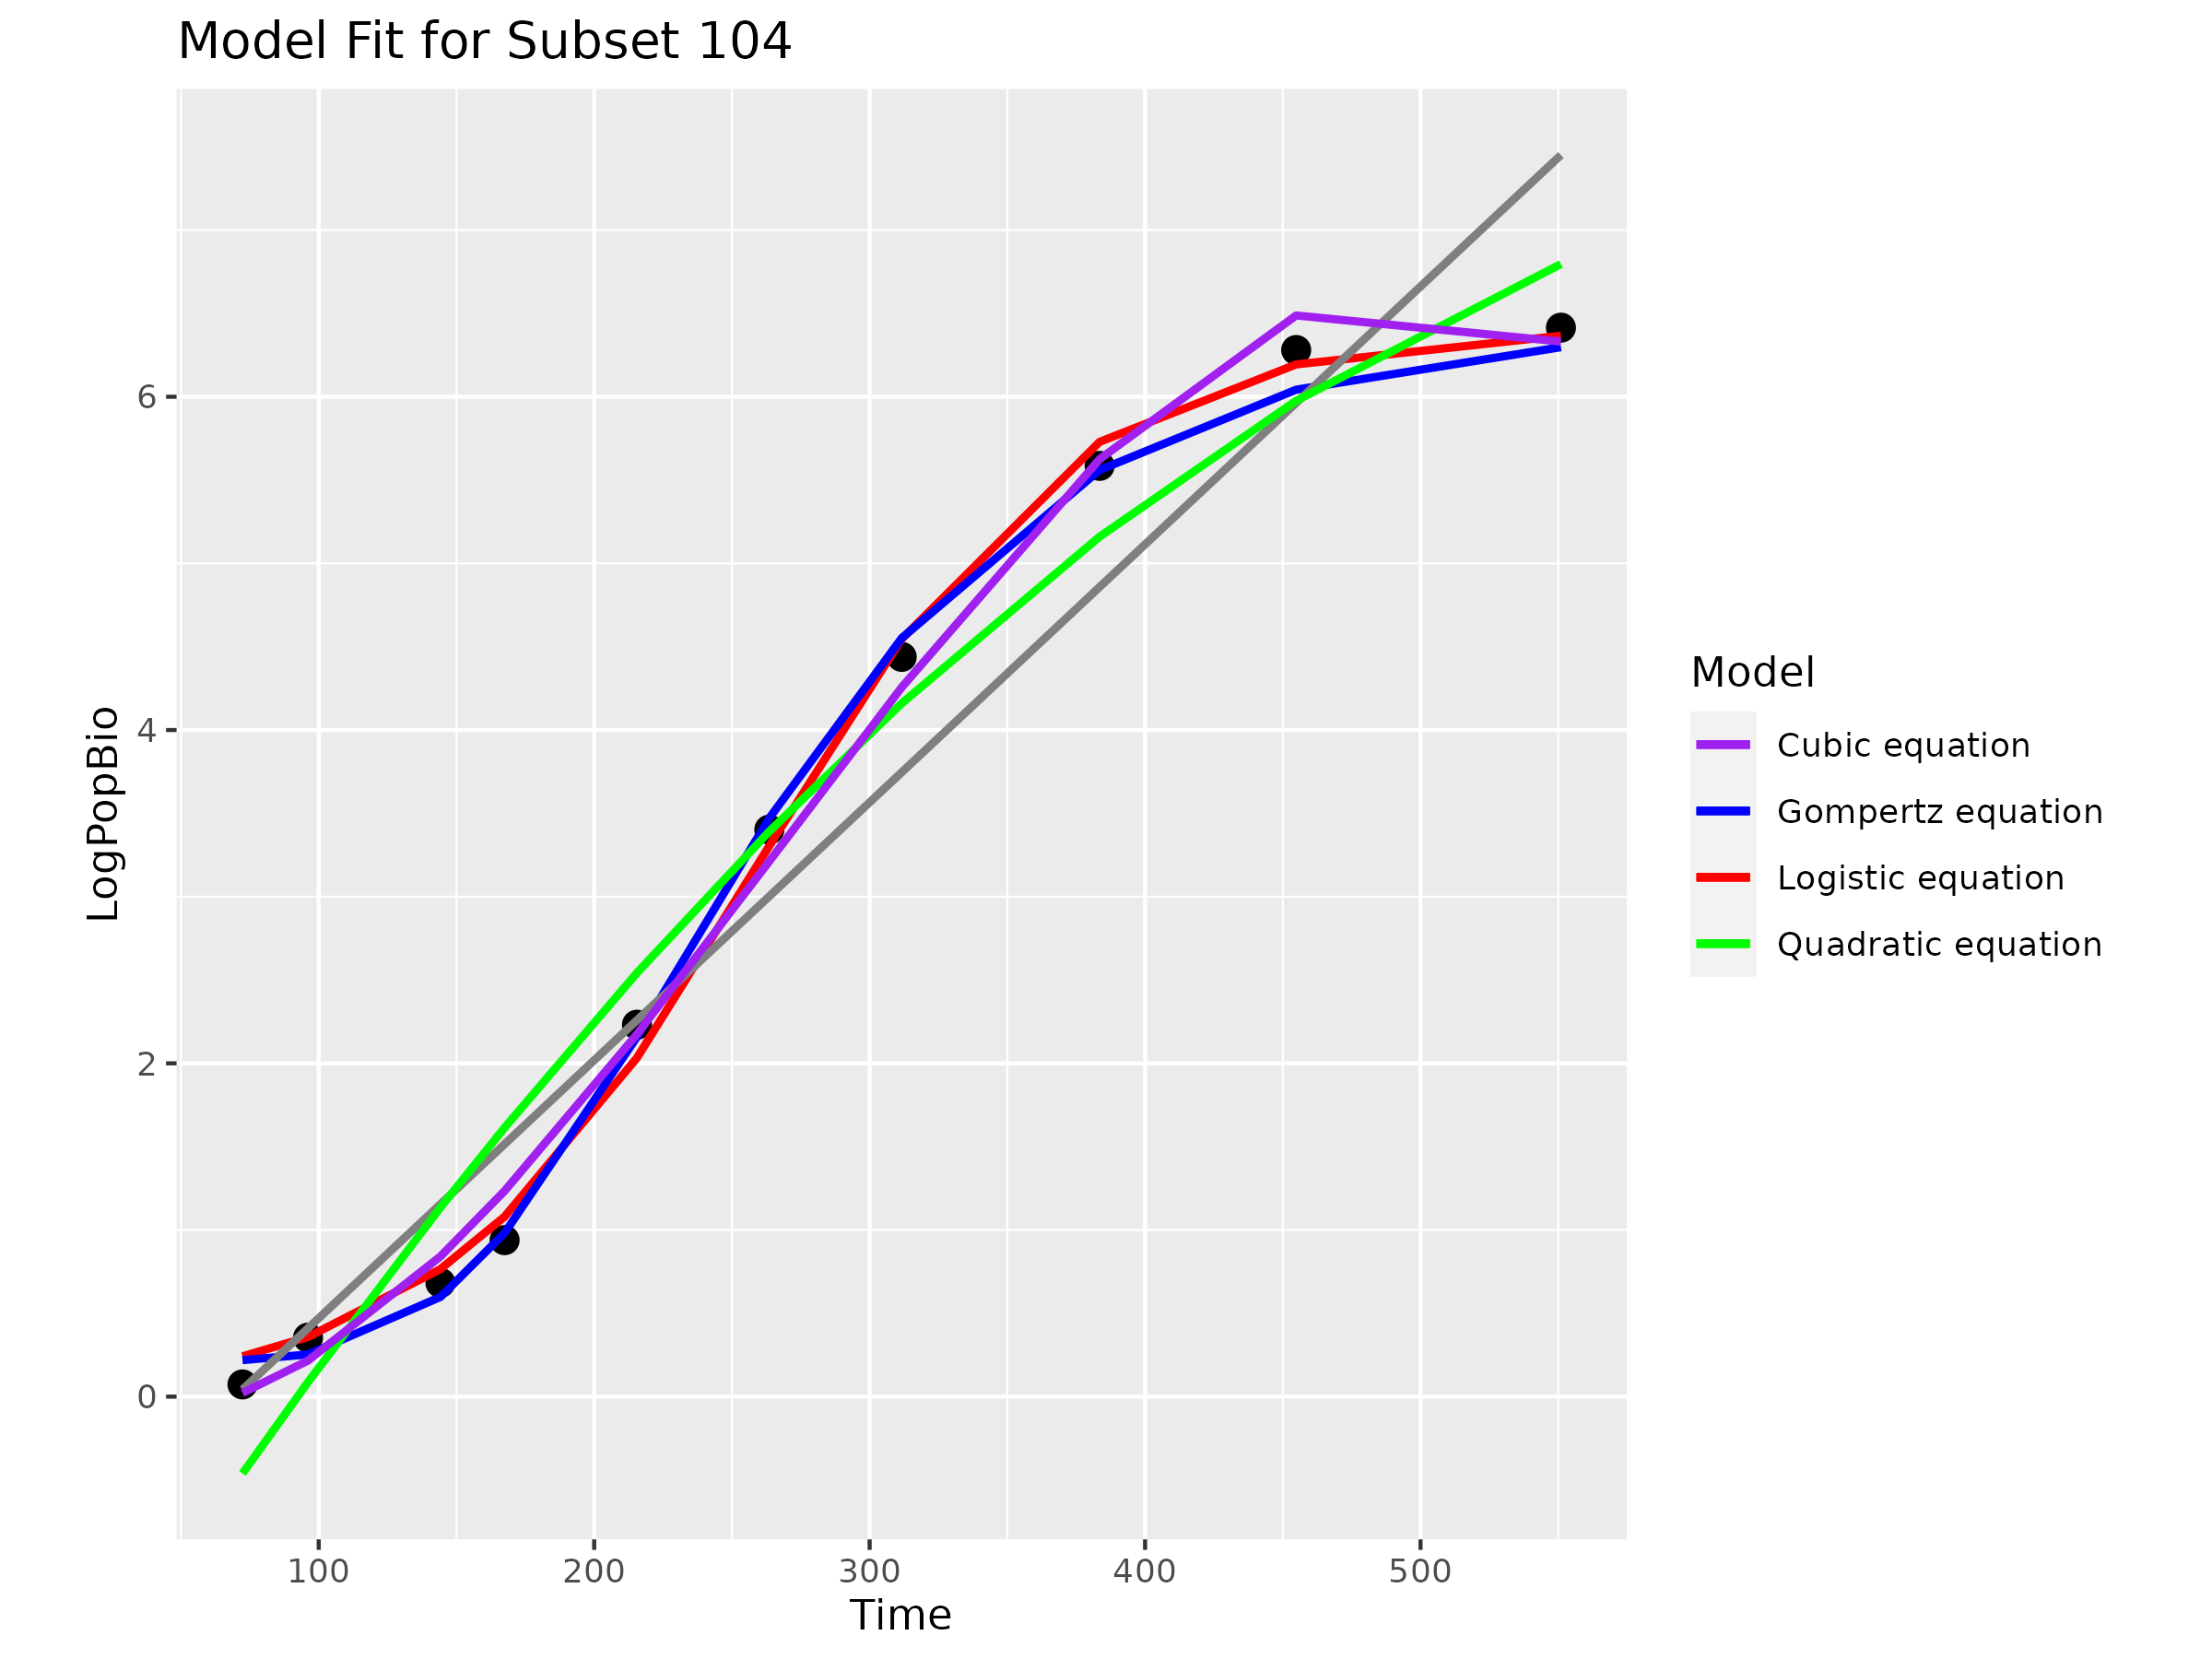 Model Fit for Subset 104
LogPopBio
6
4
2
0
100 200 300 400 500
Time
Model
Cubic equation
Gompertz equation
Logistic equation
Quadratic equation